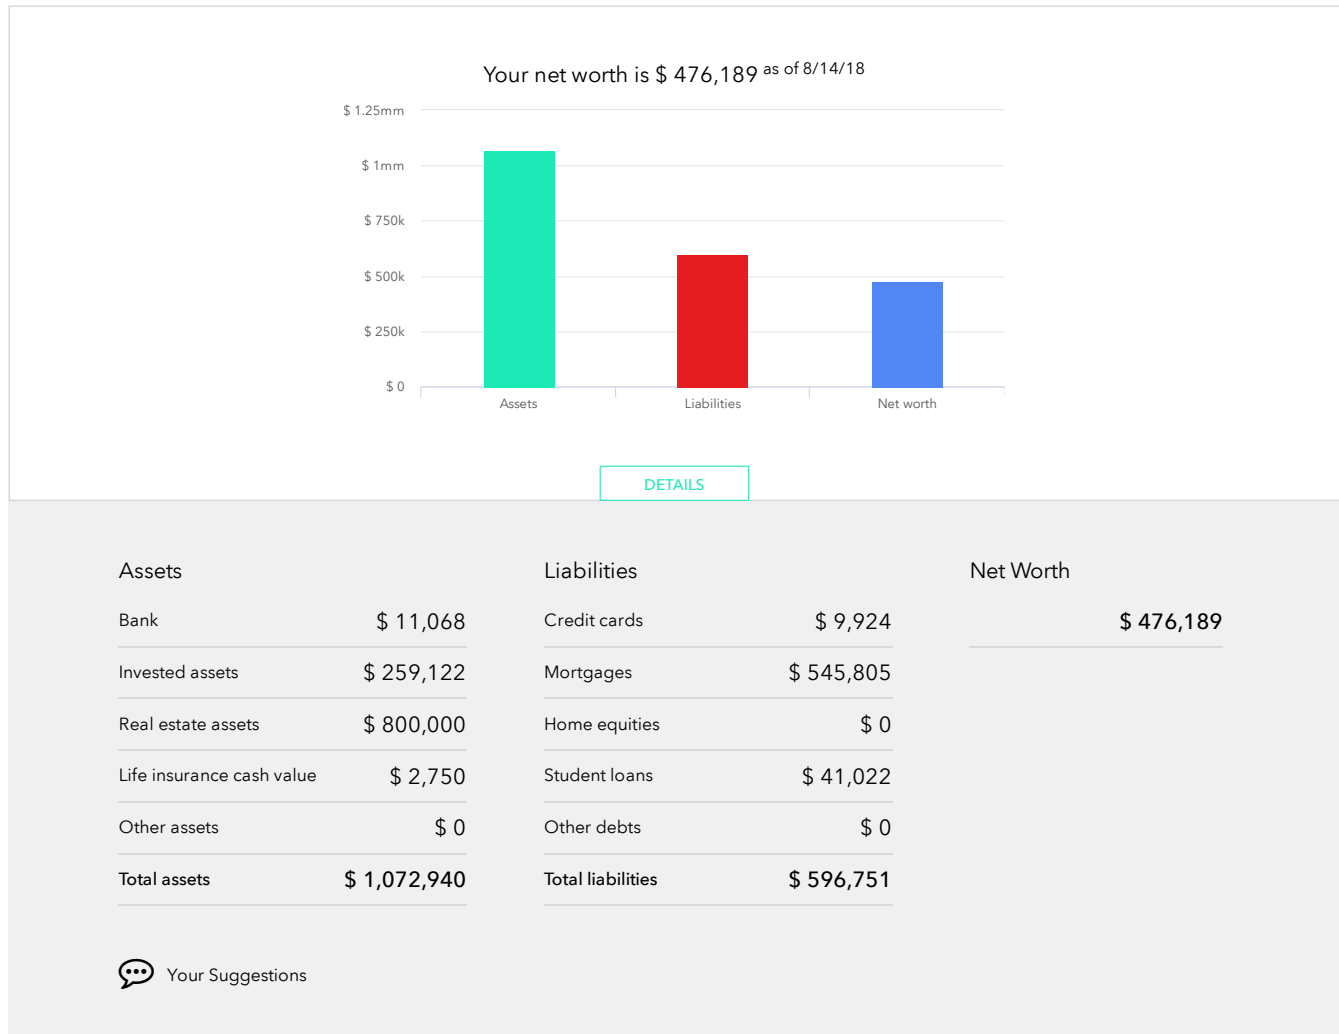 Your net worth is $ 476,189 as of 8/14/18
$ 1.25mm
$ 1mm
$ 750k
$ 500k
$ 250k
$ 0
Assets Liabilities Net worth
DETAILS
Assets Liabilities Net Worth
Bank $ 11,068 Credit cards $ 9,924 $ 476,189
Invested assets $ 259,122 Mortgages $ 545,805
Real estate assets $ 800,000 Home equities $ 0
Life insurance cash value $ 2,750 Student loans $ 41,022
Other assets $ 0 Other debts $ 0
Total assets $ 1,072,940 Total liabilities $ 596,751
Your Suggestions